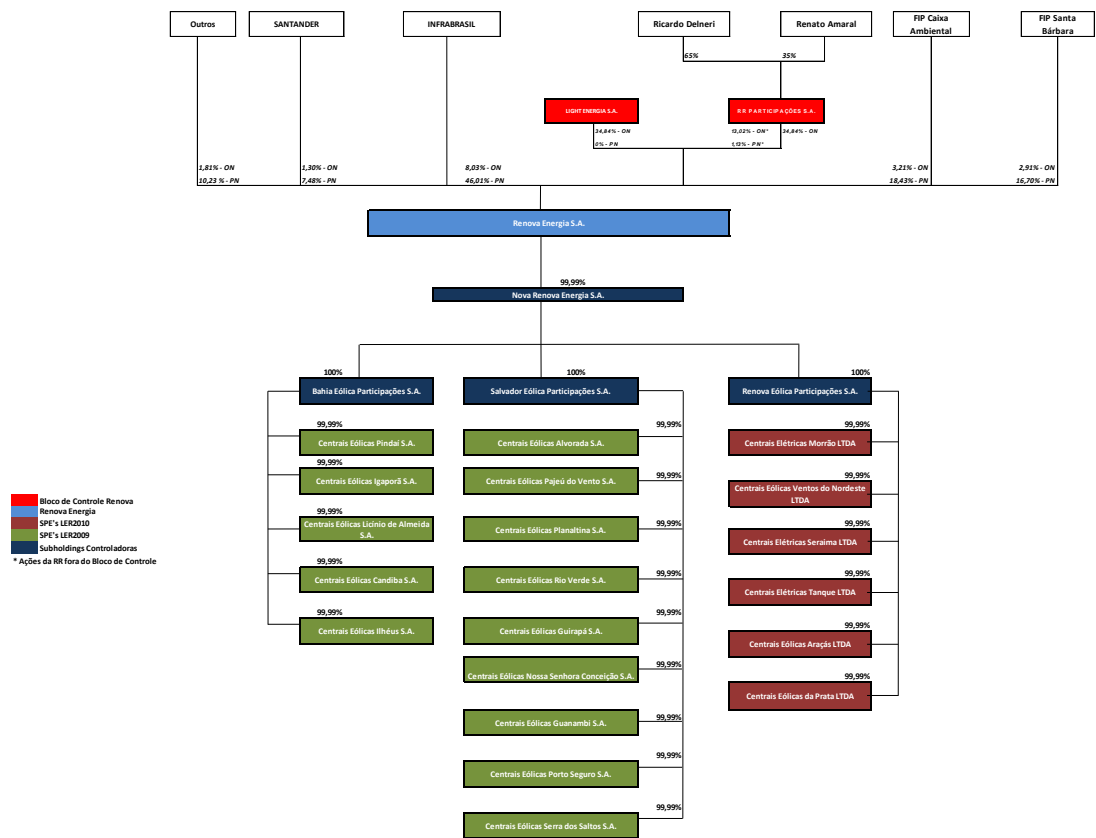 Outros
SANTANDER
INFRABRASIL
Ricardo Delneri
Renato Amaral
FIP Caixa
Ambiental
FIP Santa
Bárbara
65%
35%
LIGHT ENERGIA S.A.
RR PARTICIPAÇÕES S.A.
34,84% - ON
0% - PN
13,02% - ON*
34,84% - ON
1,13% - PN*
1,81% - ON
10,23 % - PN
1,30% - ON
7,48% - PN
8,03% - ON
46,01% - PN
3,21% - ON
18,43% - PN
2,91% - ON
16,70% - PN
Renova Energia S.A.
99,99%
Nova Renova Energia S.A.
100%
Bahia Eólica Participações S.A.
99,99%
Centrais Eólicas Pindaí S.A.
99,99%
Centrais Eólicas Igaporã S.A.
99,99%
Centrais Eólicas Licínio de Almeida
S.A.
99,99%
Centrais Eólicas Candiba S.A.
99,99%
Centrais Eólicas Ilhéus S.A.
100%
Salvador Eólica Participações S.A.
99,99%
Centrais Eólicas Alvorada S.A.
99,99%
Centrais Eólicas Pajeú do Vento S.A.
99,99%
Centrais Eólicas Planaltina S.A.
99,99%
Centrais Eólicas Rio Verde S.A.
99,99%
Centrais Eólicas Guirapá S.A.
99,99%
Centrais Eólicas Nossa Senhora Conceição S.A.
99,99%
Centrais Eólicas Guanambi S.A.
99,99%
Centrais Eólicas Porto Seguro S.A.
99,99%
Centrais Eólicas Serra dos Saltos S.A.
100%
Renova Eólica Participações S.A.
99,99%
Centrais Elétricas Morrão LTDA
99,99%
Centrais Eólicas Ventos do Nordeste
LTDA
99,99%
Centrais Elétricas Seraima LTDA
99,99%
Centrais Elétricas Tanque LTDA
99,99%
Centrais Eólicas Araçás LTDA
99,99%
Centrais Eólicas da Prata LTDA
Bloco de Controle Renova
Renova Energia
SPE's LER2010
SPE's LER2009
Subholdings Controladoras
* Ações da RR fora do Bloco de Controle